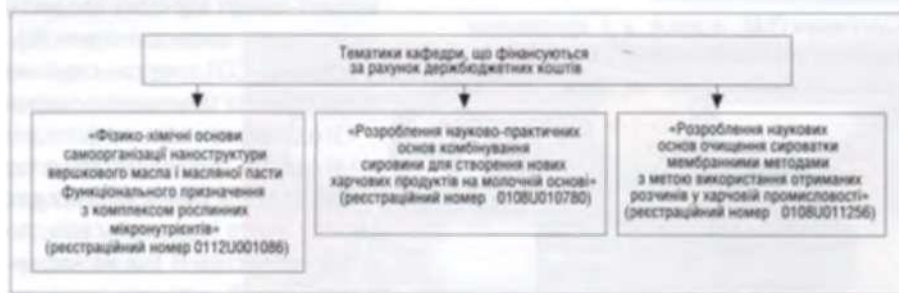 Тематики кафедри, що фінансуються
за рахунок держбюджетних коштів
«Фізико-хімічні основи
самоорганізації наноструктури
вершкового масла і масляної пасти
функціонального призначення
з комплексом рослинних
мікронутрієнтів»
(реєстраційний номер 0112U001086)
«Розроблення науково-практичних
основ комбінування
сировини для створення нових
харчових продуктів на молочній основі»
(реєстраційний номер 0108U010780)
«Розроблення наукових
основ очищення сироватки
мембранними методами
з метою використання отриманих
розчинів у харчовій промисловості»
(реєстраційний номер 0108U011256)